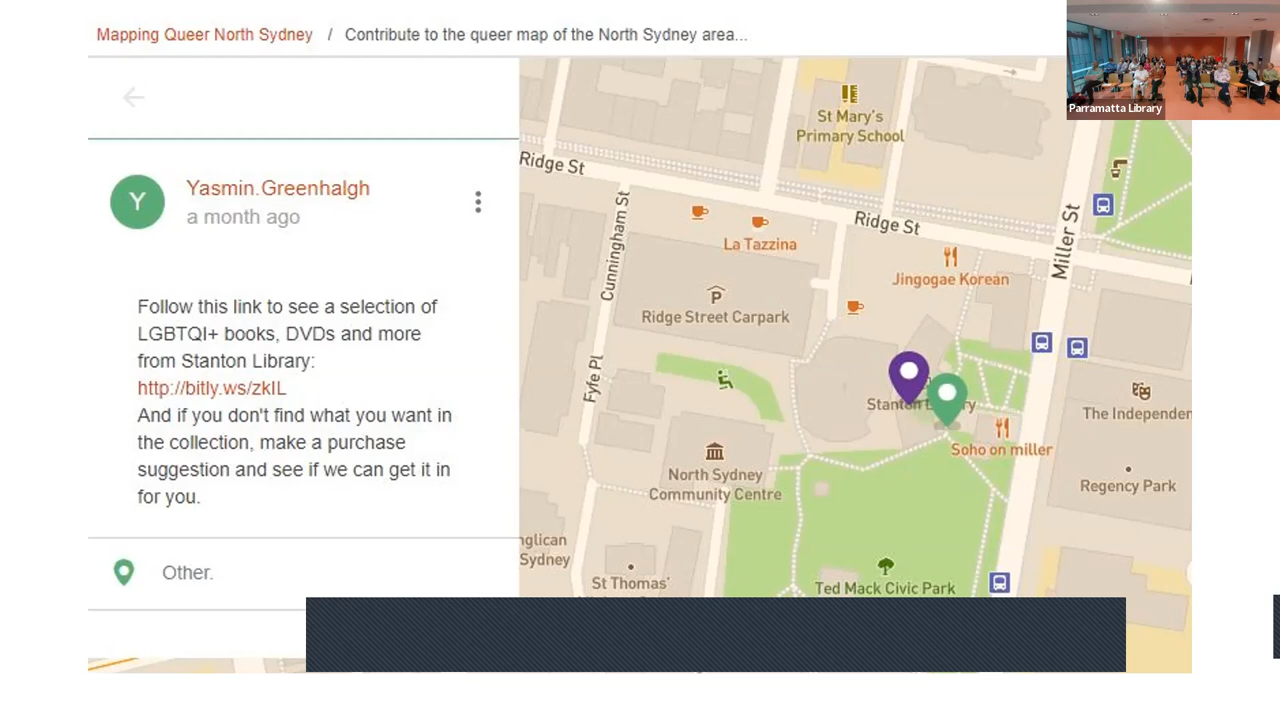 Mapping Queer North Sydney / Contribute to the queer map of the North Sydney area...
Parramatta Library
Y
Yasmin.Greenhalgh
a month ago
Follow this link to see a selection of
LGBTQI+ books, DVDs and more
from Stanton Library:
http://bitly.ws/zkIL
And if you don't find what you want in
the collection, make a purchase
suggestion and see if we can get it in
for you.
Other.
St Mary's
Primary School
Ridge St
Cunningham St
La Tazzina
Ridge St
Miller St
Jingogae Korean
P
Ridge Street Carpark
Fyfe Pl
Stanton Library
The Independen
Soho on miller
North Sydney
Community Centre
Regency Park
nglican
Sydney
St Thomas'
Ted Mack Civic Park